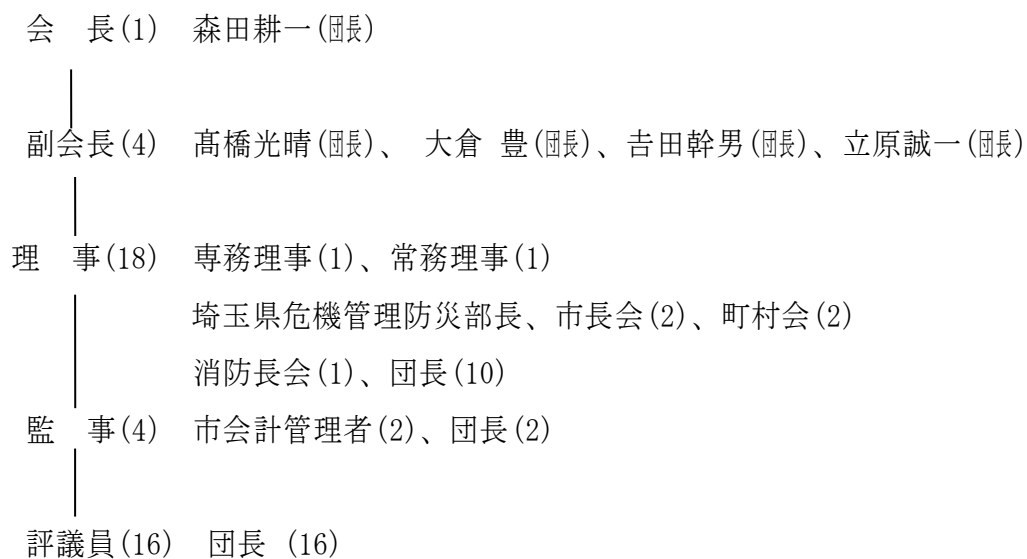 会　長(1)　森田耕一(団長)
副会長(4)　髙橋光晴(団長)、 大倉 豊(団長)、𠮷田幹男(団長)、立原誠一(団長)
理　事(18)　専務理事(1)、常務理事(1)
埼玉県危機管理防災部長、市長会(2)、町村会(2)
消防長会(1)、団長(10)
監　事(4)　市会計管理者(2)、団長(2)
評議員(16)　団長 (16)